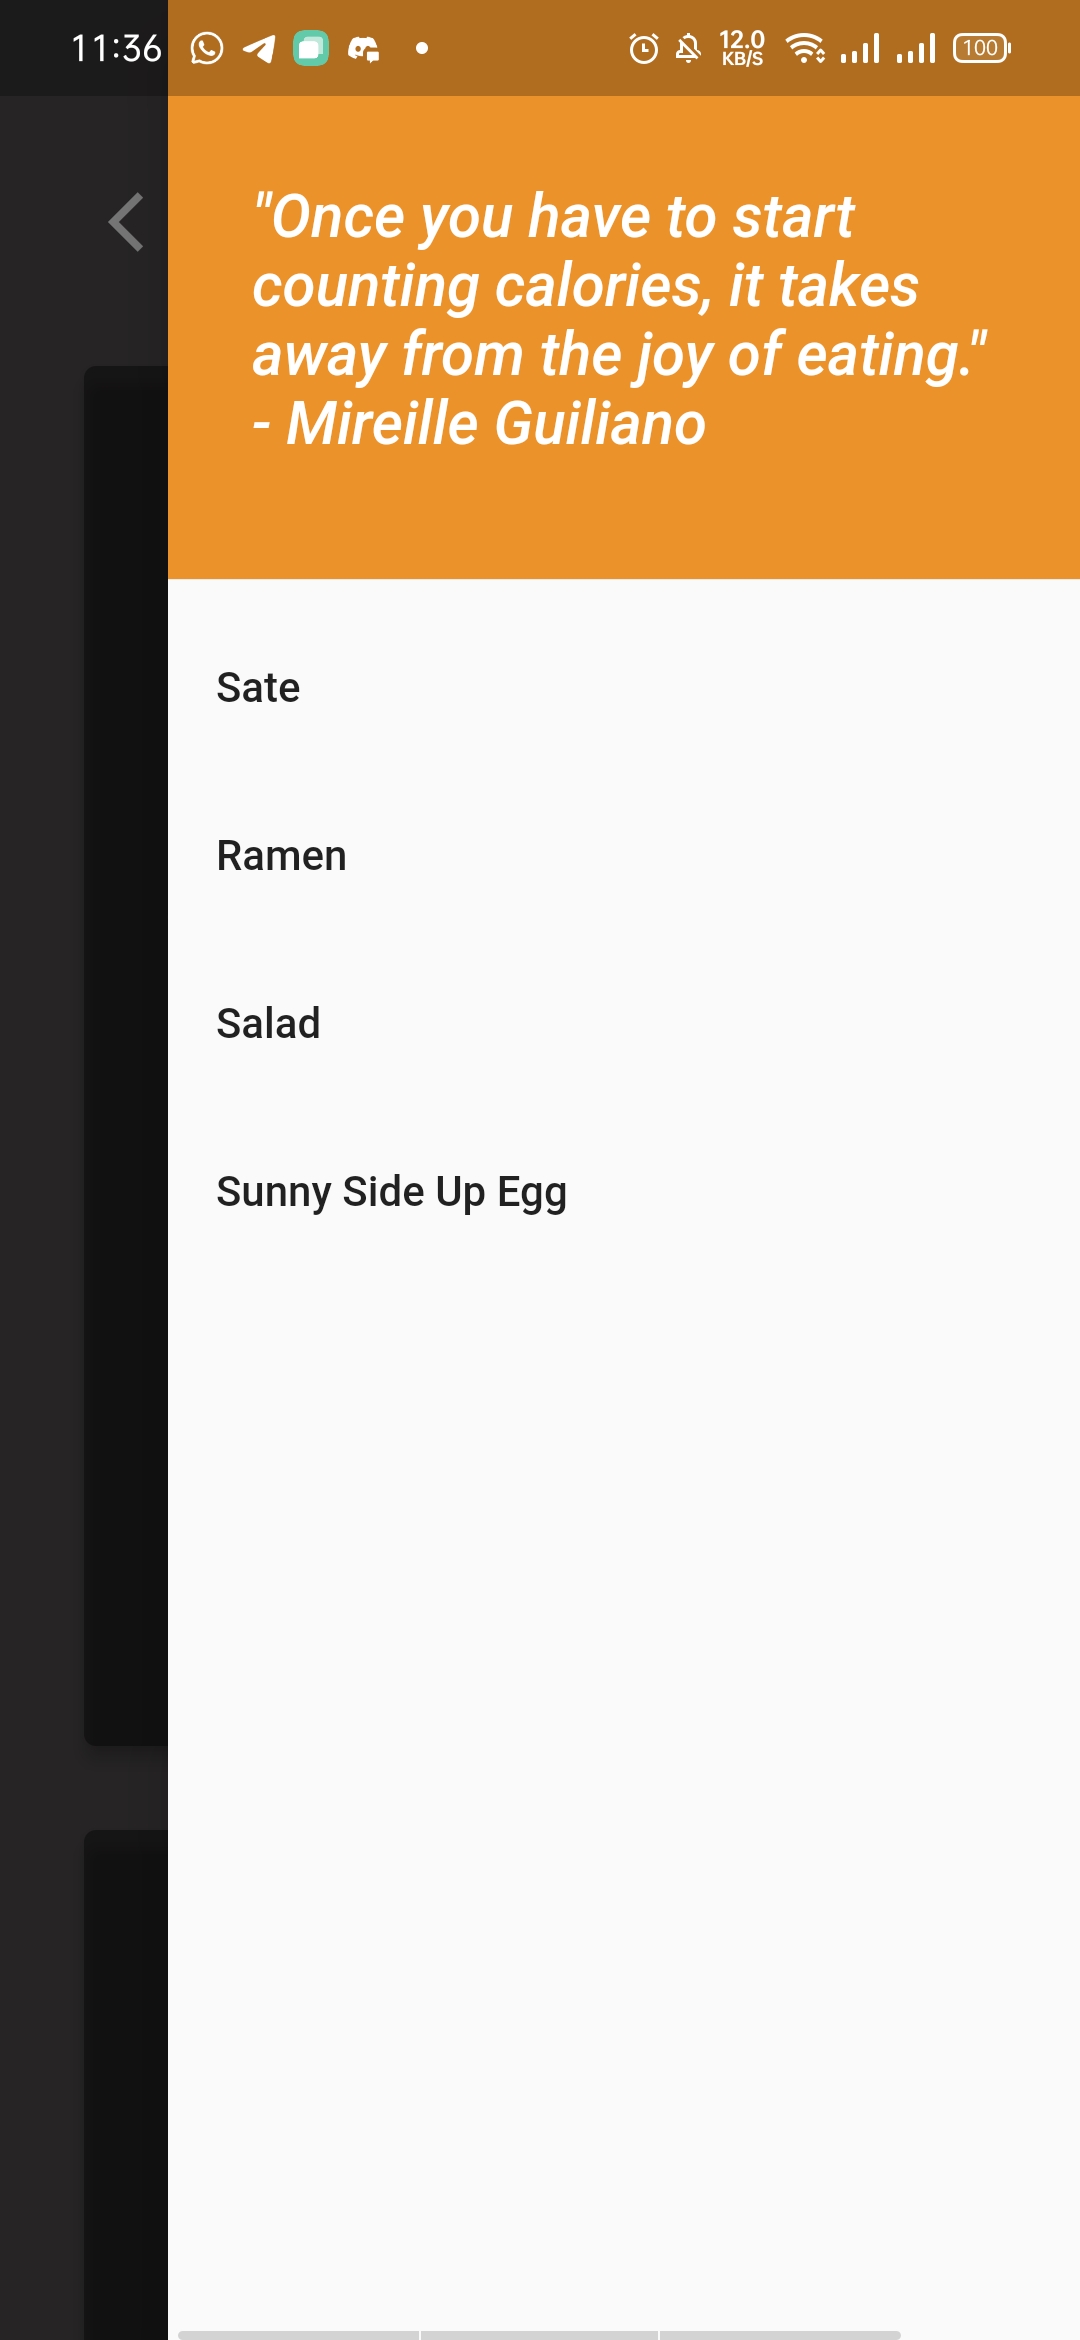 11:36 12.0 KB/S 100
"Once you have to start
counting calories, it takes
away from the joy of eating."
- Mireille Guiliano
Sate
Ramen
Salad
Sunny Side Up Egg